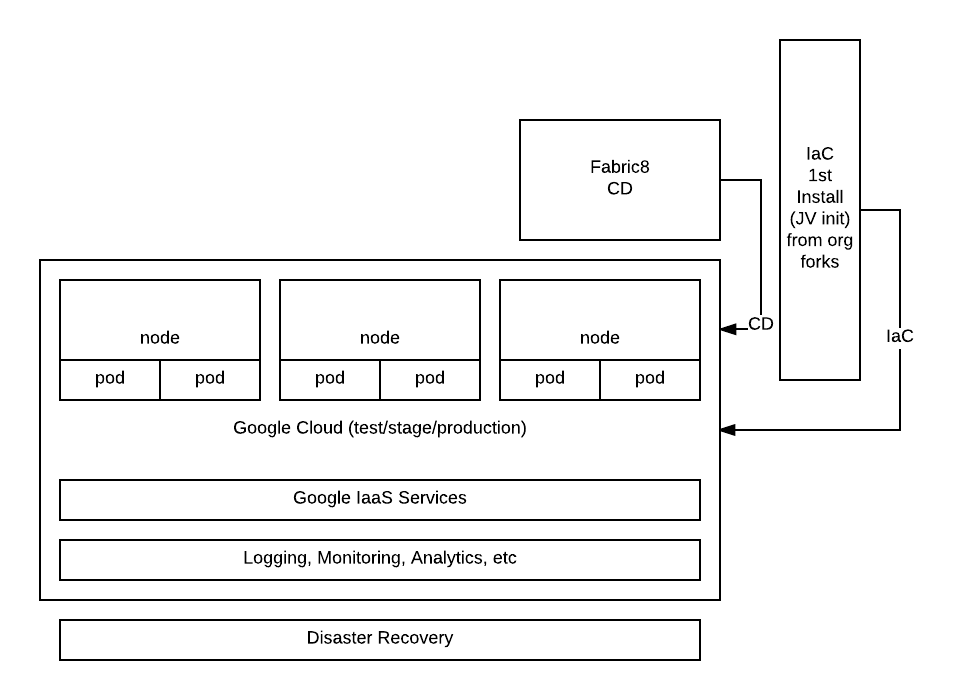 IaC
1st
Install
(JV init)
from org
forks
Fabric8
CD
CD
IaC
node
node
node
pod
pod
pod
pod
pod
pod
Google Cloud (test/stage/production)
Google IaaS Services
Logging, Monitoring, Analytics, etc
Disaster Recovery